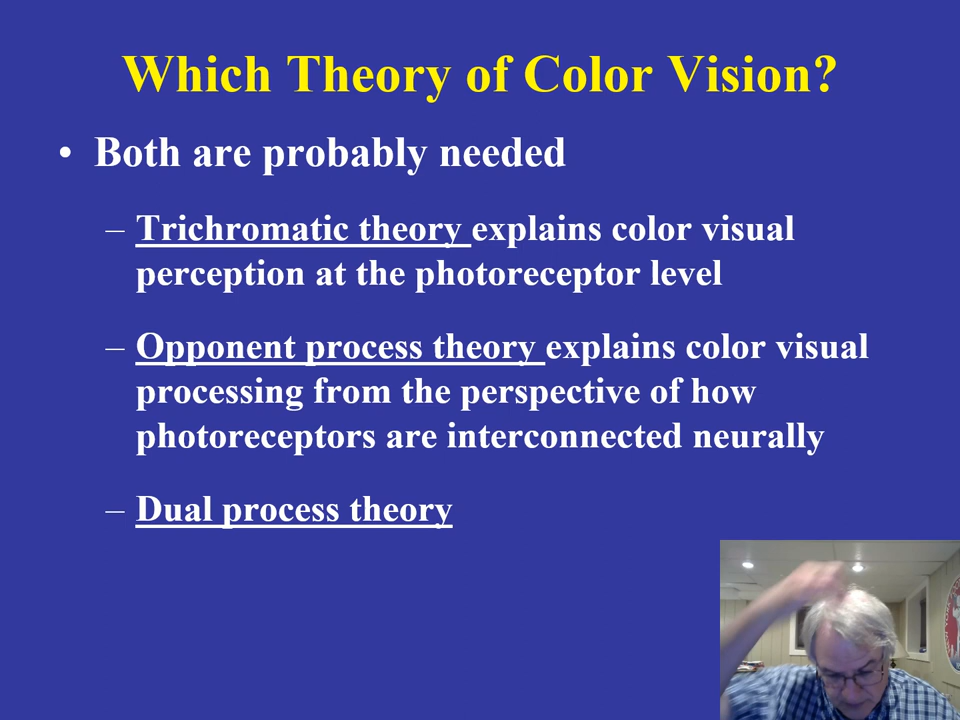 Which Theory of Color Vision?
• Both are probably needed
– Trichromatic theory explains color visual
perception at the photoreceptor level
– Opponent process theory explains color visual
processing from the perspective of how
photoreceptors are interconnected neurally
– Dual process theory